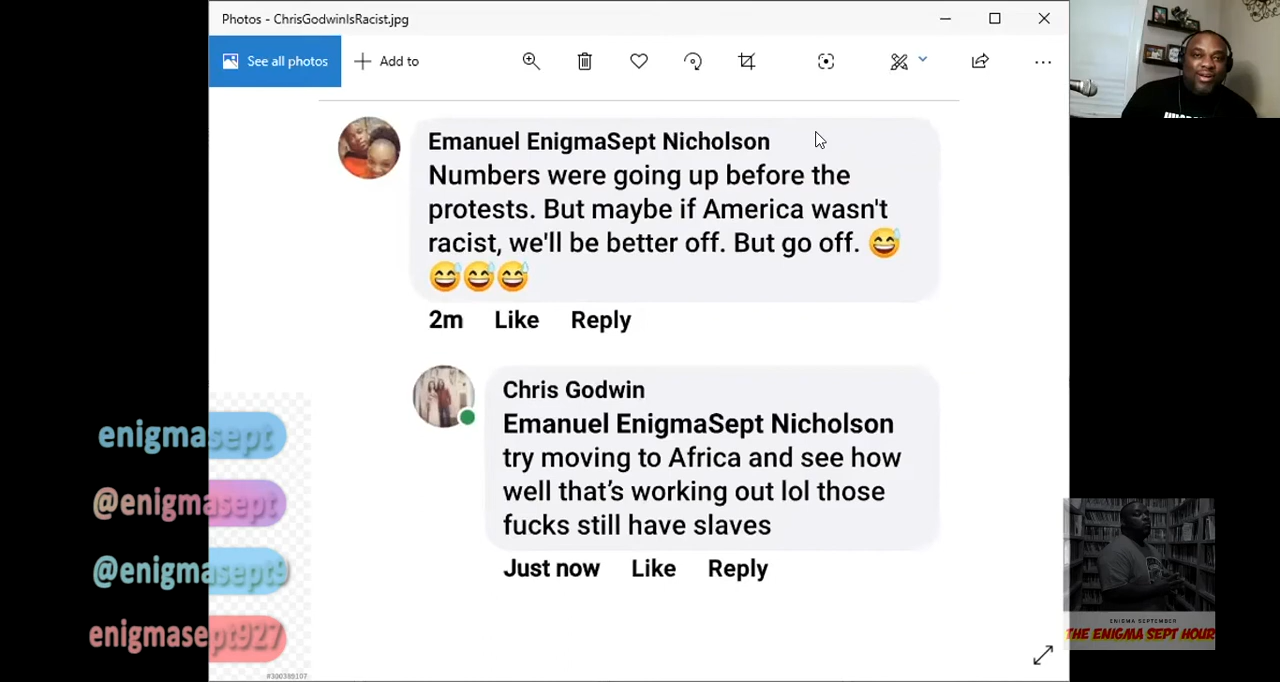 Photos - ChrisGodwinIsRacist.jpg
See all photos
Add to
Emanuel EnigmaSept Nicholson
Numbers were going up before the
protests. But maybe if America wasn't
racist, we'll be better off. But go off. 😅
😅😅😅
2m Like Reply
Chris Godwin
Emanuel EnigmaSept Nicholson
try moving to Africa and see how
well that's working out lol those
fucks still have slaves
Just now Like Reply
enigmasept
@enigmasept
@enigmasept9
enigmasept927
#300389107
ENIGMA SEPTEMBER
THE ENIGMA SEPT HOUR